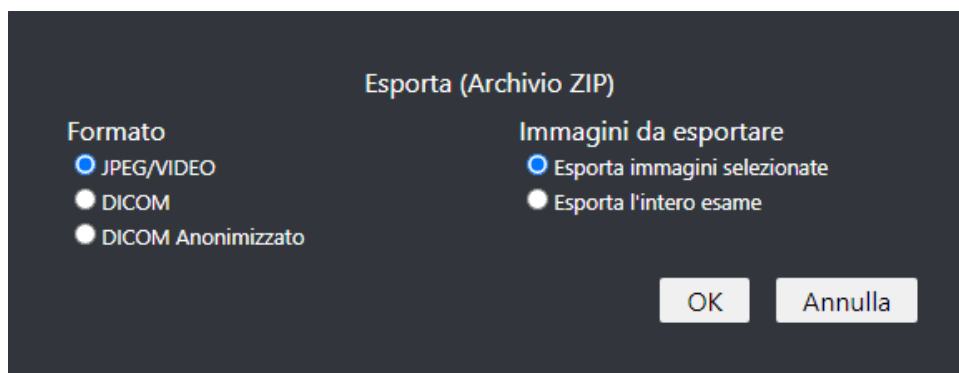 Esporta (Archivio ZIP)
Formato
JPEG/VIDEO
DICOM
DICOM Anonimizzato
Immagini da esportare
Esporta immagini selezionate
Esporta l'intero esame
OK
Annulla